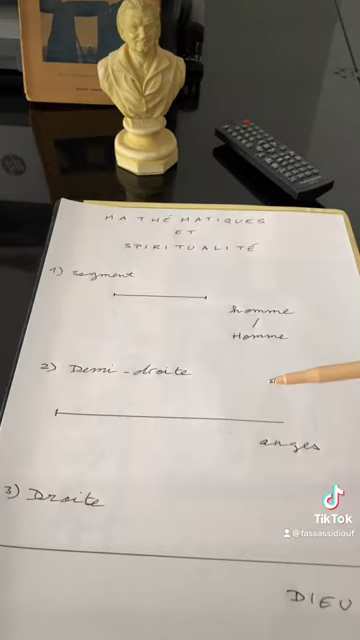 MATHÉMATIQUES
ET
SPIRITUALITÉ
1) segment
homme
/
Homme
2) Demi-droite
anges
3) Droite
TikTok
@fassassidiouf
DIEU